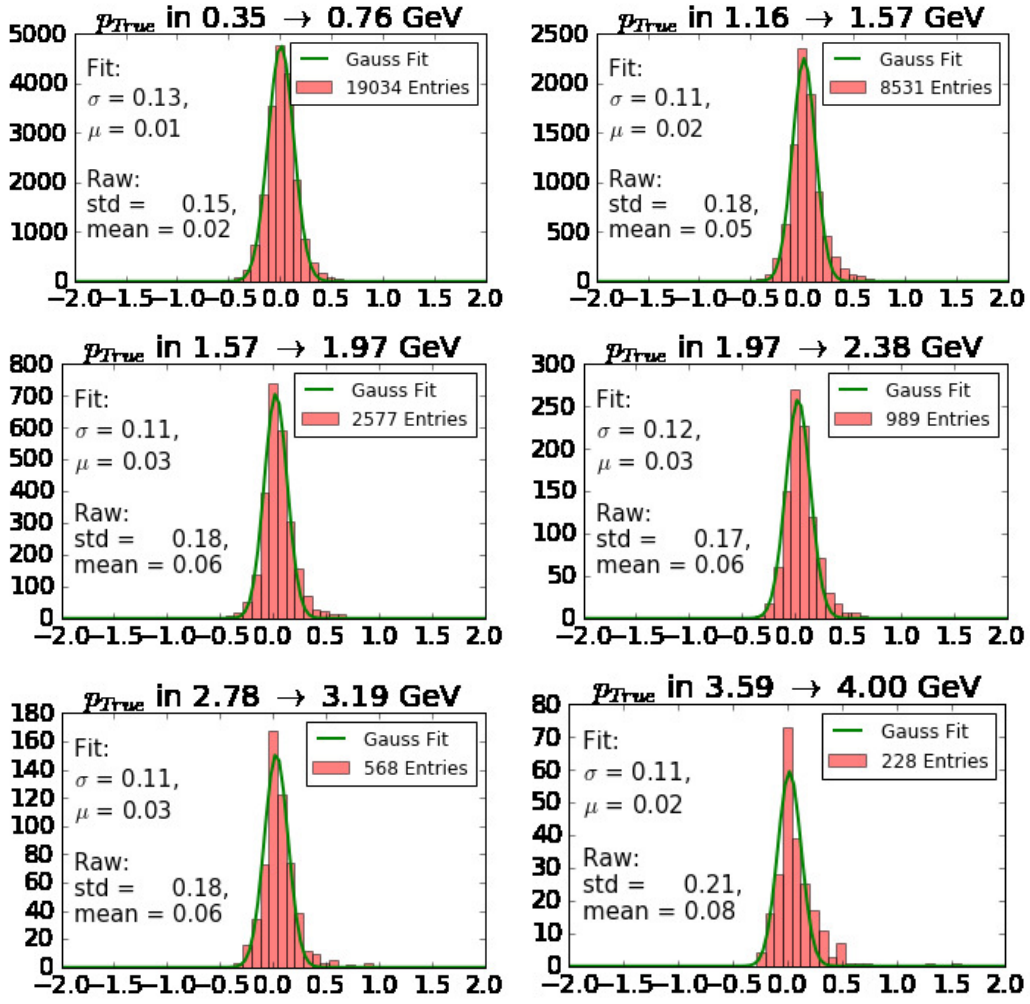 p_True in 0.35 → 0.76 GeV
5000
4000
3000
2000
1000
0
Fit:
σ = 0.13,
μ = 0.01
Raw:
std = 0.15,
mean = 0.02
Gauss Fit
19034 Entries
−2.0 −1.5 −1.0 −0.5 0.0 0.5 1.0 1.5 2.0
p_True in 1.16 → 1.57 GeV
2500
2000
1500
1000
500
0
Fit:
σ = 0.11,
μ = 0.02
Raw:
std = 0.18,
mean = 0.05
Gauss Fit
8531 Entries
−2.0 −1.5 −1.0 −0.5 0.0 0.5 1.0 1.5 2.0
p_True in 1.57 → 1.97 GeV
800
700
600
500
400
300
200
100
0
Fit:
σ = 0.11,
μ = 0.03
Raw:
std = 0.18,
mean = 0.06
Gauss Fit
2577 Entries
−2.0 −1.5 −1.0 −0.5 0.0 0.5 1.0 1.5 2.0
p_True in 1.97 → 2.38 GeV
300
250
200
150
100
50
0
Fit:
σ = 0.12,
μ = 0.03
Raw:
std = 0.17,
mean = 0.06
Gauss Fit
989 Entries
−2.0 −1.5 −1.0 −0.5 0.0 0.5 1.0 1.5 2.0
p_True in 2.78 → 3.19 GeV
180
160
140
120
100
80
60
40
20
0
Fit:
σ = 0.11,
μ = 0.03
Raw:
std = 0.18,
mean = 0.06
Gauss Fit
568 Entries
−2.0 −1.5 −1.0 −0.5 0.0 0.5 1.0 1.5 2.0
p_True in 3.59 → 4.00 GeV
80
70
60
50
40
30
20
10
0
Fit:
σ = 0.11,
μ = 0.02
Raw:
std = 0.21,
mean = 0.08
Gauss Fit
228 Entries
−2.0 −1.5 −1.0 −0.5 0.0 0.5 1.0 1.5 2.0